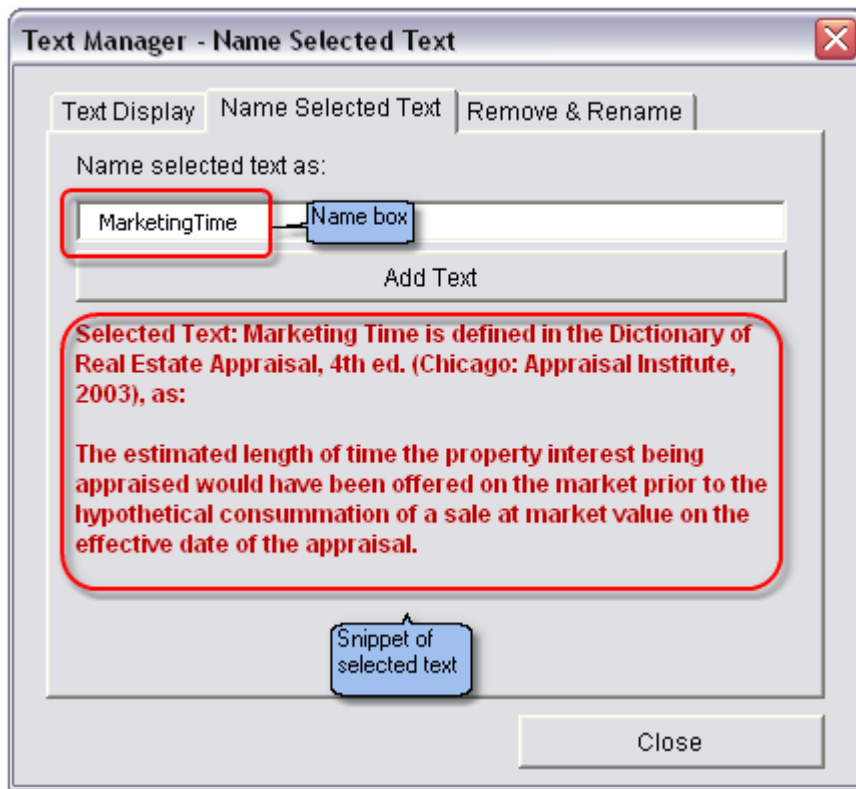 Text Manager - Name Selected Text
Text Display Name Selected Text Remove & Rename
Name selected text as:
MarketingTime Name box
Add Text
Selected Text: Marketing Time is defined in the Dictionary of
Real Estate Appraisal, 4th ed. (Chicago: Appraisal Institute,
2003), as:
The estimated length of time the property interest being
appraised would have been offered on the market prior to the
hypothetical consummation of a sale at market value on the
effective date of the appraisal.
Snippet of
selected text
Close